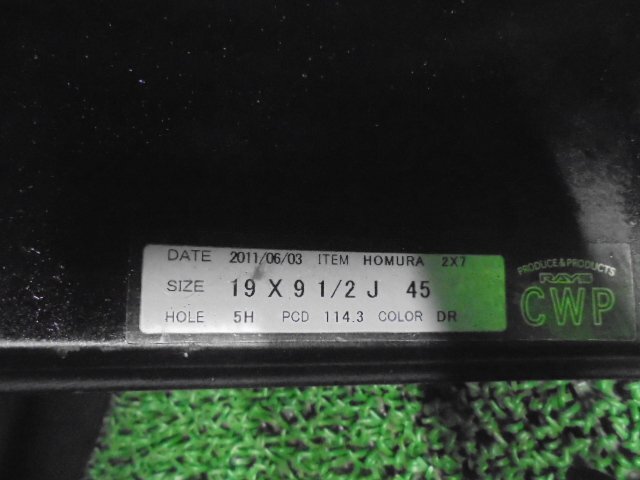 DATE 2011/06/03 ITEM HOMURA 2X7
SIZE 19 X 9 1/2 J 45
HOLE 5H PCD 114.3 COLOR DR
PRODUCE & PRODUCTS
RAYS
CWP